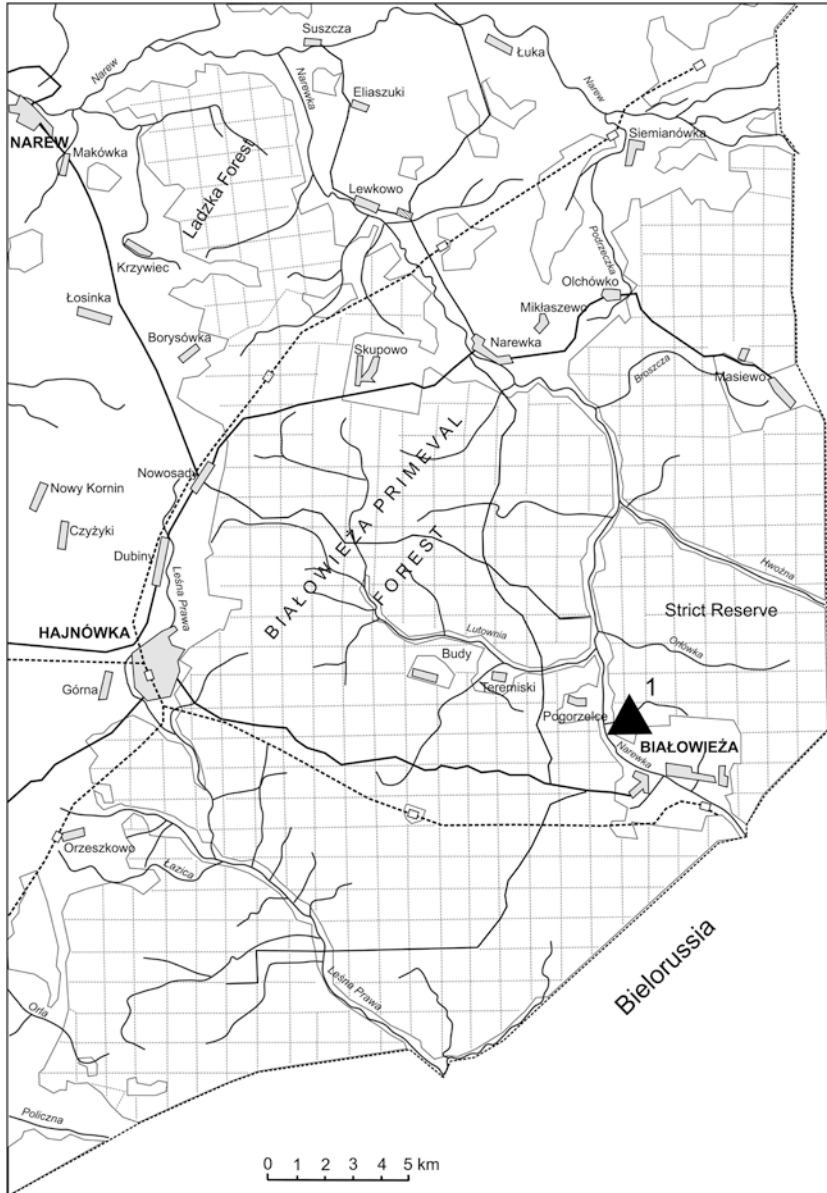 Suszcza
Łuka
Narew
Narewka
Eliaszuki
Narew
NAREW
Makówka
Siemianówka
Ladzka Forest
Lewkowo
Krzywiec
Podrzeczka
Olchówko
Łosinka
Mikłaszewo
Borysówka
Narewka
Skupowo
Broszcza
Masiewo
BIAŁOWIEŻA PRIMEVAL
FOREST
Nowosady
Nowy Kornin
Czyżyki
Dubiny
Leśna Prawa
Hwoźna
Strict Reserve
HAJNÓWKA
Lutownia
Orłówka
Budy
Teremiski
Górna
1
Pogorzelce
BIAŁOWIEŻA
Narewka
Orzeszkowo
Łazica
Bielorussia
Leśna Prawa
Orla
Policzna
0 1 2 3 4 5 km